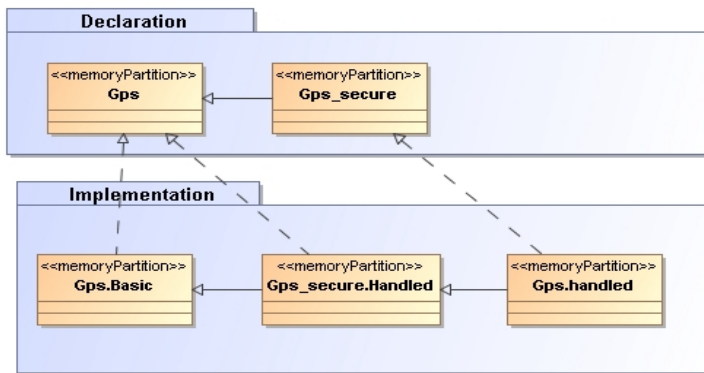 Declaration
<<memoryPartition>> <<memoryPartition>>
Gps Gps_secure
Implementation
<<memoryPartition>> <<memoryPartition>> <<memoryPartition>>
Gps.Basic Gps_secure.Handled Gps.handled